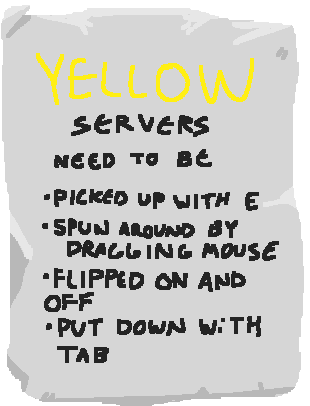 YELLOW
SERVERS
NEED TO BE
•PICKED UP WITH E
•SPUN AROUND BY
DRAGGING MOUSE
•FLIPPED ON AND
OFF
•PUT DOWN WITH
TAB